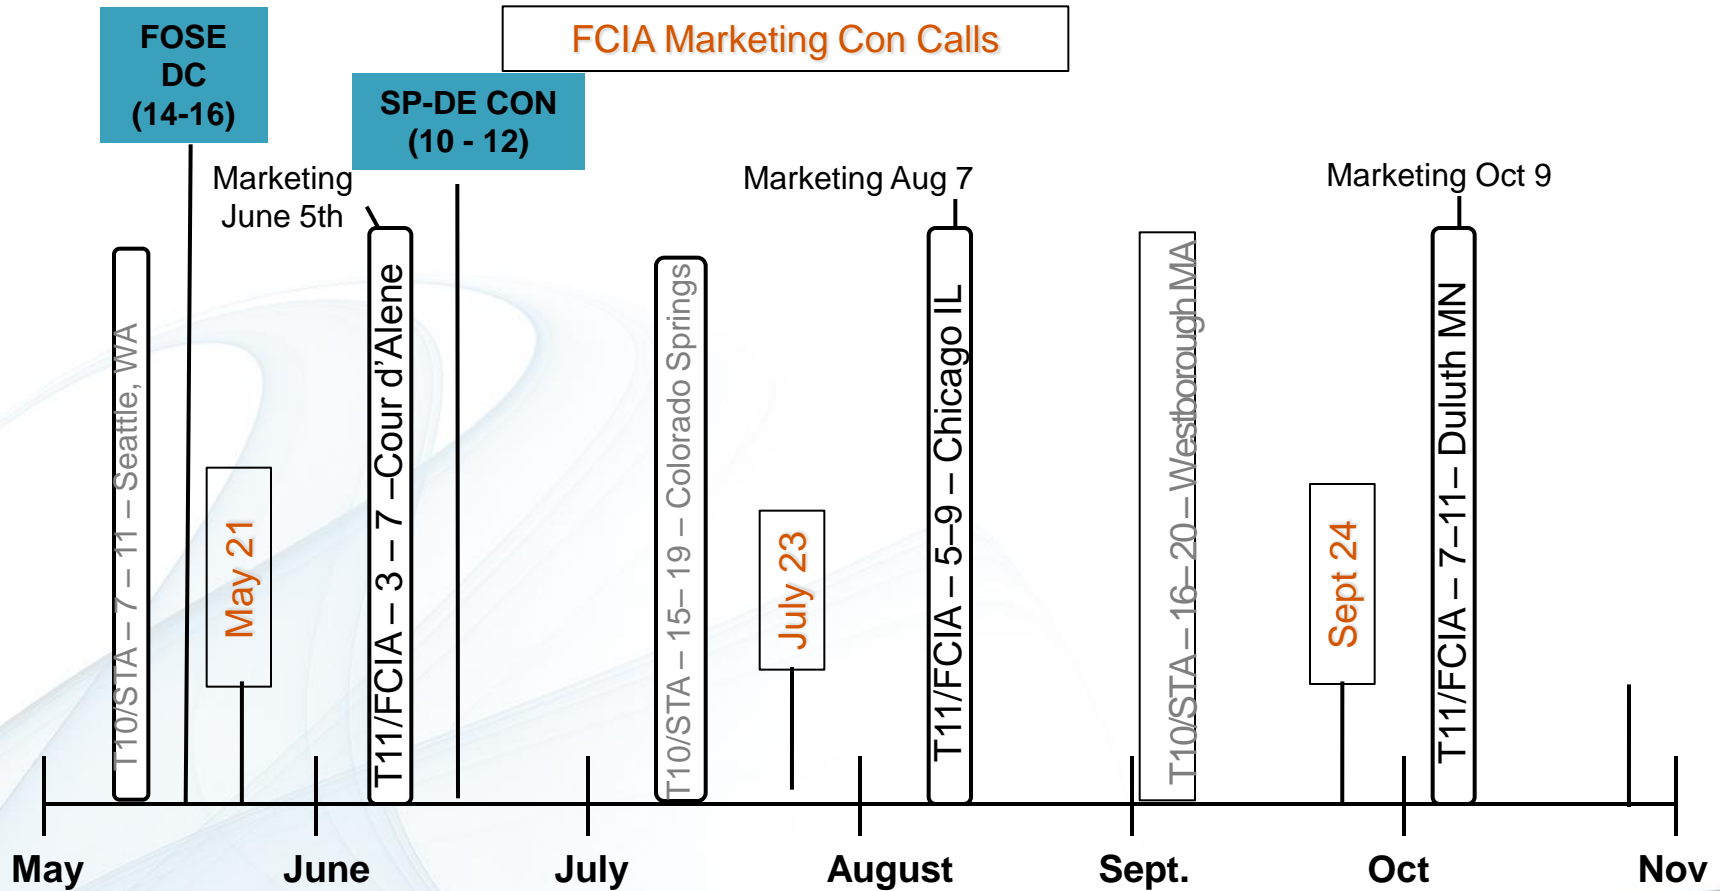 FOSE
DC
(14-16)
FCIA Marketing Con Calls
SP-DE CON
(10 - 12)
Marketing
June 5th
Marketing Aug 7
Marketing Oct 9
T10/STA – 7 – 11 – Seattle, WA
May 21
T11/FCIA – 3 – 7 –Cour d’Alene
T10/STA – 15– 19 – Colorado Springs
July 23
T11/FCIA – 5–9 – Chicago IL
T10/STA – 16– 20 – Westborough MA
Sept 24
T11/FCIA – 7–11– Duluth MN
May
June
July
August
Sept.
Oct
Nov